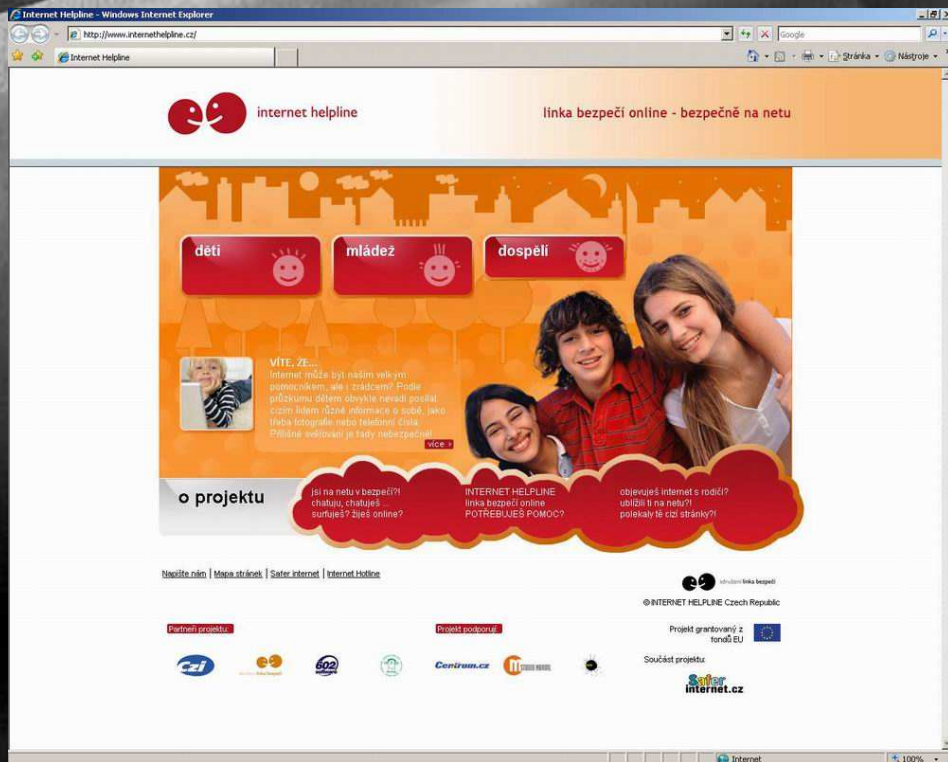 Internet Helpline - Windows Internet Explorer
http://www.internethelpline.cz/
Google
Internet Helpline
Stránka
Nástroje
internet helpline
linka bezpečí online - bezpečně na netu
děti
mládež
dospělí
VÍTE, ŽE...
Internet může být naším velkým
pomocníkem, ale i zrádcem? Podle
průzkumu dětem obvykle nevadí posílat
cizím lidem různé informace o sobě, jako
třeba fotografie nebo telefonní čísla.
Přílišné svěřování je tady nebezpečné!
více >
o projektu
jsi na netu v bezpečí?!
chatuju, chatuješ ...
surfuješ? žiješ online?
INTERNET HELPLINE
linka bezpečí online
POTŘEBUJEŠ POMOC?
objevuješ internet s rodiči?
ublížili ti na netu?!
polekaly tě cizí stránky?!
Napište nám | Mapa stránek | Safer internet | Internet Hotline
sdružení linka bezpečí
© INTERNET HELPLINE Czech Republic
Partneři projektu:
Projekt podporují:
Projekt grantovaný z
fondů EU
Czi
602
Centrum.cz
Součást projektu:
Safer
internet.cz
Internet
100%